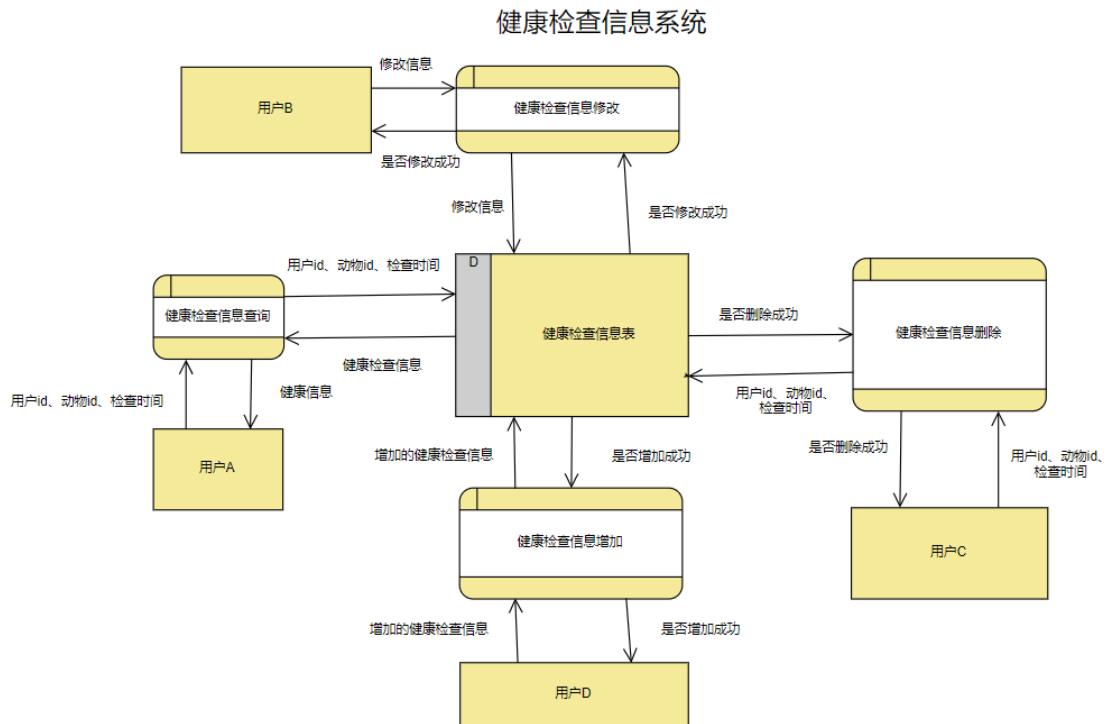 健康检查信息系统
修改信息
用户B
健康检查信息修改
是否修改成功
修改信息
是否修改成功
用户id、动物id、检查时间
D
健康检查信息查询
健康检查信息表
是否删除成功
健康检查信息删除
健康检查信息
健康信息
用户id、动物id、检查时间
用户id、动物id、
检查时间
用户A
增加的健康检查信息
是否增加成功
是否删除成功
用户id、动物id、
检查时间
健康检查信息增加
用户C
增加的健康检查信息
是否增加成功
用户D